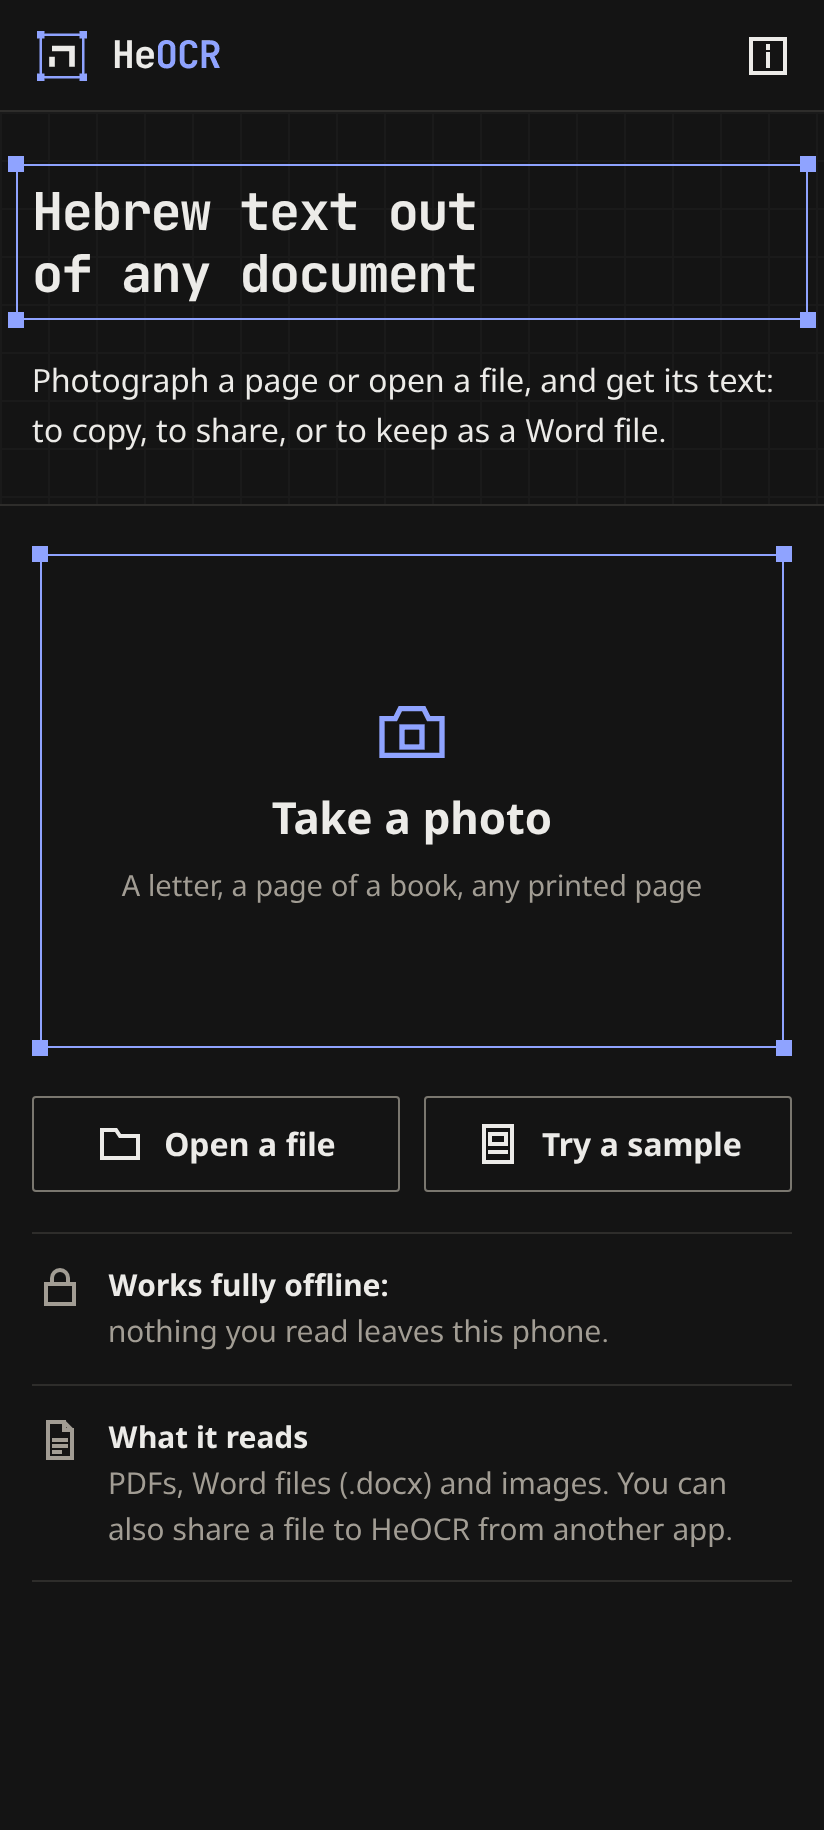 HeOCR
Hebrew text out
of any document
Photograph a page or open a file, and get its text:
to copy, to share, or to keep as a Word file.
Take a photo
A letter, a page of a book, any printed page
Open a file
Try a sample
Works fully offline:
nothing you read leaves this phone.
What it reads
PDFs, Word files (.docx) and images. You can
also share a file to HeOCR from another app.